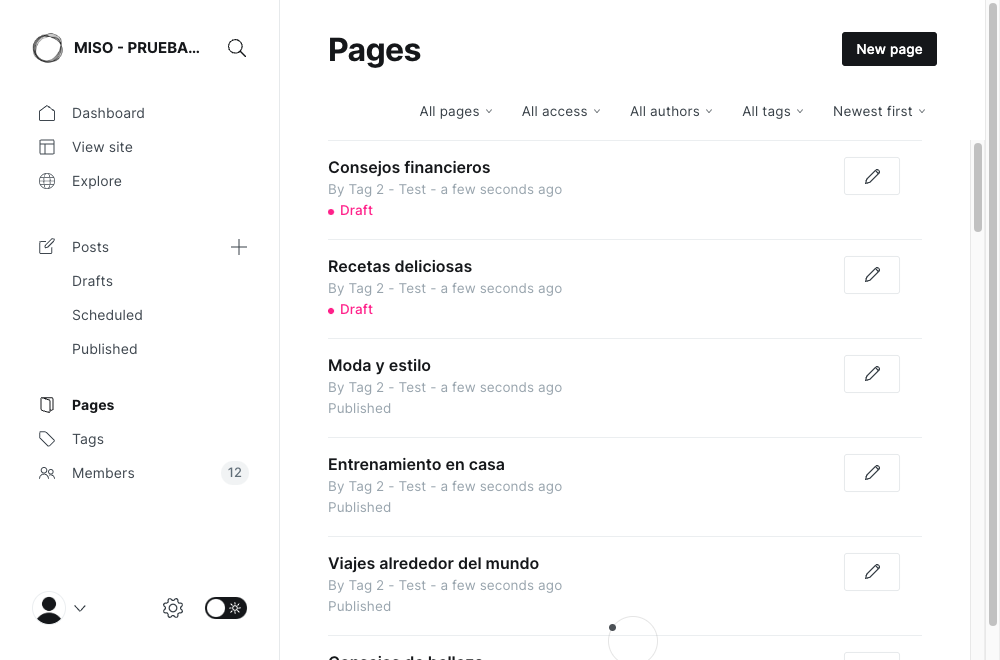 MISO - PRUEBA...
Dashboard
View site
Explore
Posts
Drafts
Scheduled
Published
Pages
Tags
Members
12
Pages
New page
All pages
All access
All authors
All tags
Newest first
Consejos financieros
By Tag 2 - Test - a few seconds ago
Draft
Recetas deliciosas
By Tag 2 - Test - a few seconds ago
Draft
Moda y estilo
By Tag 2 - Test - a few seconds ago
Published
Entrenamiento en casa
By Tag 2 - Test - a few seconds ago
Published
Viajes alrededor del mundo
By Tag 2 - Test - a few seconds ago
Published
Consejos de belleza